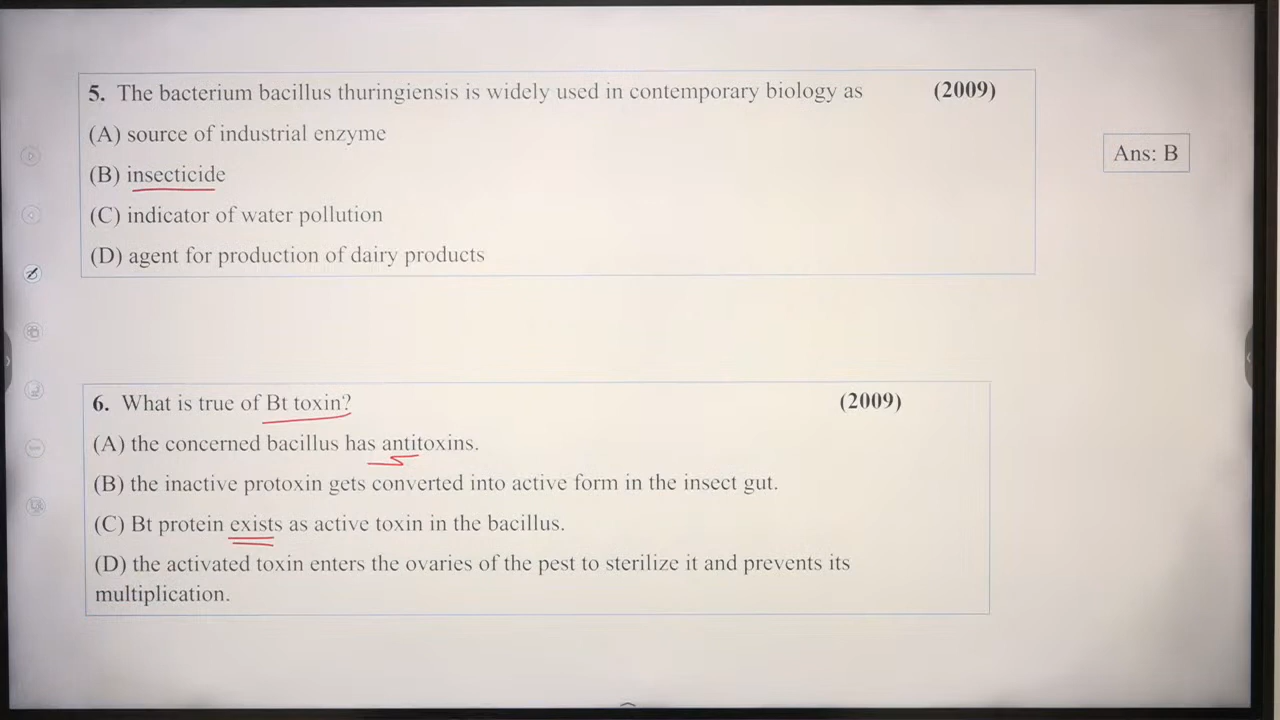 5. The bacterium bacillus thuringiensis is widely used in contemporary biology as (2009)
(A) source of industrial enzyme
(B) insecticide
(C) indicator of water pollution
(D) agent for production of dairy products
Ans: B
6. What is true of Bt toxin? (2009)
(A) the concerned bacillus has antitoxins.
(B) the inactive protoxin gets converted into active form in the insect gut.
(C) Bt protein exists as active toxin in the bacillus.
(D) the activated toxin enters the ovaries of the pest to sterilize it and prevents its
multiplication.